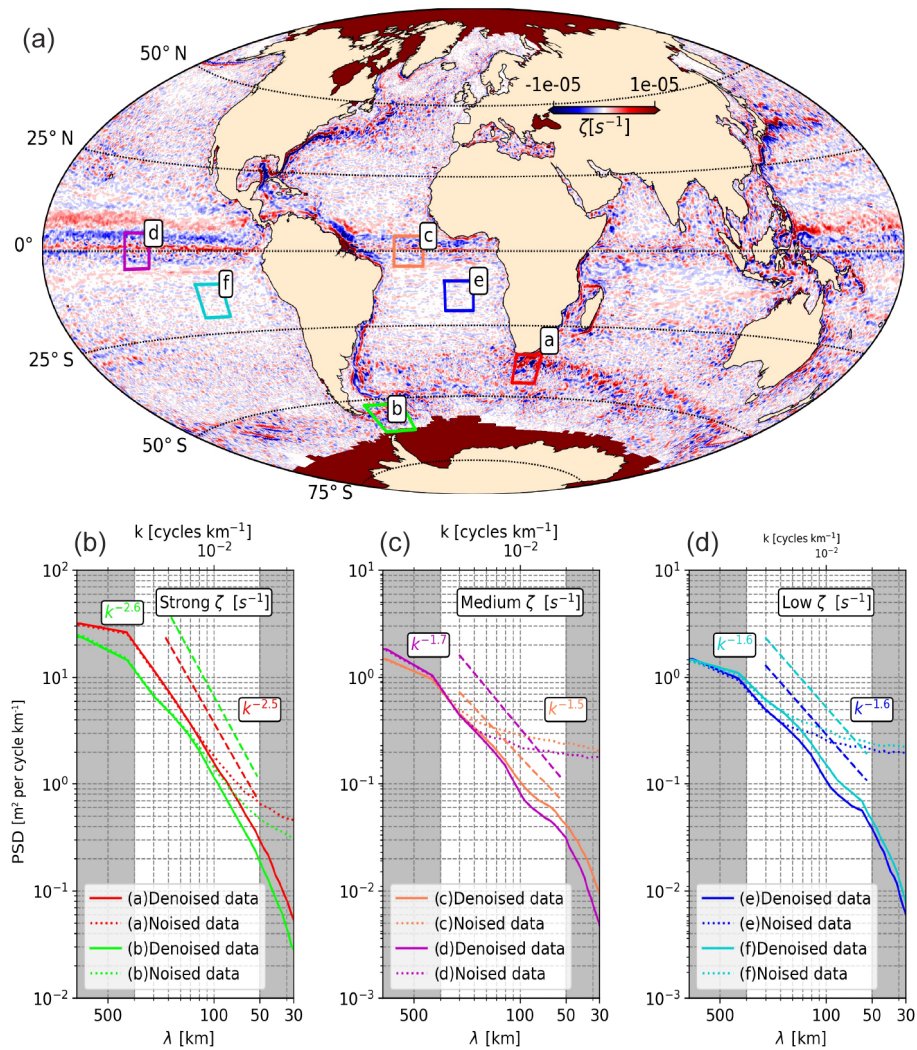 (a)
50° N
25° N
0°
25° S
50° S
75° S
-1e-05 1e-05
ζ[s⁻¹]
d
c
f
e
a
b
(b)
k [cycles km⁻¹]
10⁻²
(c)
k [cycles km⁻¹]
10⁻²
(d)
k [cycles km⁻¹]
10⁻²
PSD [m² per cycle km⁻¹]
10²
10¹
10⁰
10⁻¹
10⁻²
k⁻²·⁶
Strong ζ [s⁻¹]
k⁻²·⁵
(a)Denoised data
(a)Noised data
(b)Denoised data
(b)Noised data
500 100 50 30
λ [km]
10¹
10⁰
10⁻¹
10⁻²
10⁻³
k⁻¹·⁷
Medium ζ [s⁻¹]
k⁻¹·⁵
(c)Denoised data
(c)Noised data
(d)Denoised data
(d)Noised data
500 100 50 30
λ [km]
10¹
10⁰
10⁻¹
10⁻²
10⁻³
k⁻¹·⁶
Low ζ [s⁻¹]
k⁻¹·⁶
(e)Denoised data
(e)Noised data
(f)Denoised data
(f)Noised data
500 100 50 30
λ [km]